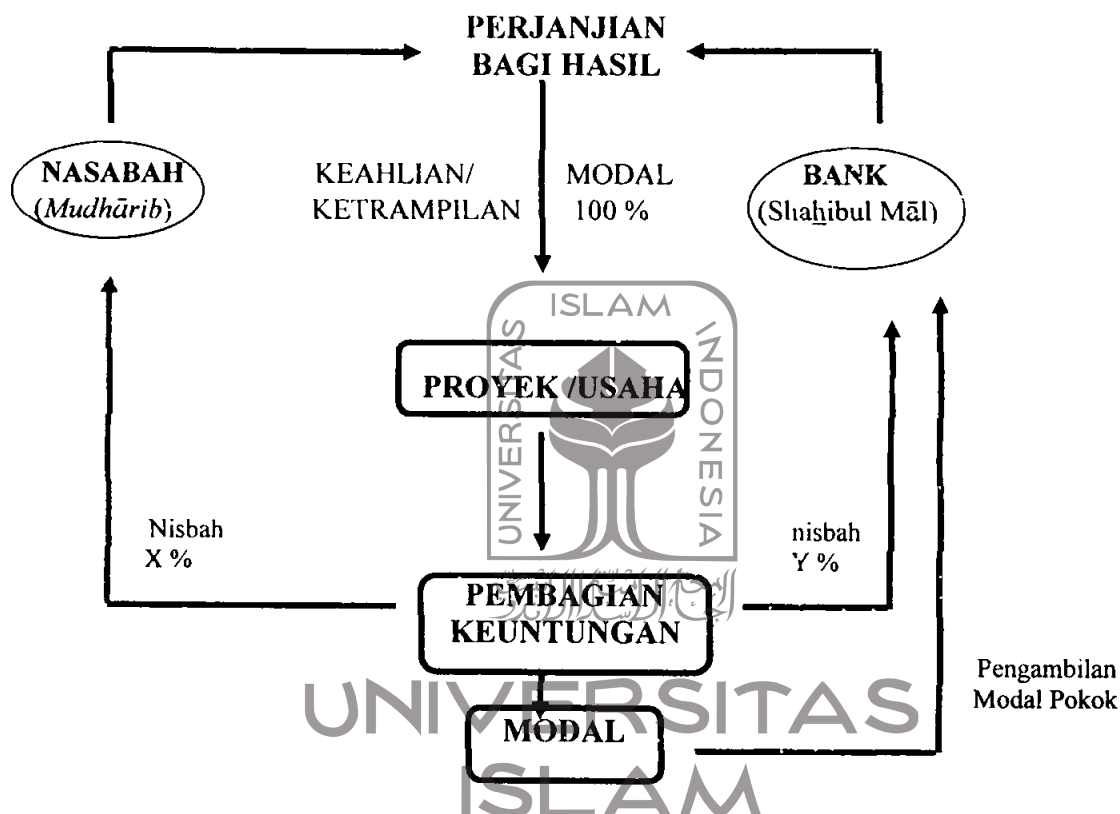 PERJANJIAN
BAGI HASIL
NASABAH
(Mudhārib)
KEAHLIAN/
KETRAMPILAN
MODAL
100 %
BANK
(Shahibul Māl)
ISLAM
UNIVERSITAS
INDONESIA
PROYEK /USAHA
Nisbah
X %
nisbah
Y %
PEMBAGIAN
KEUNTUNGAN
Pengambilan
Modal Pokok
MODAL
UNIVERSITAS
ISLAM